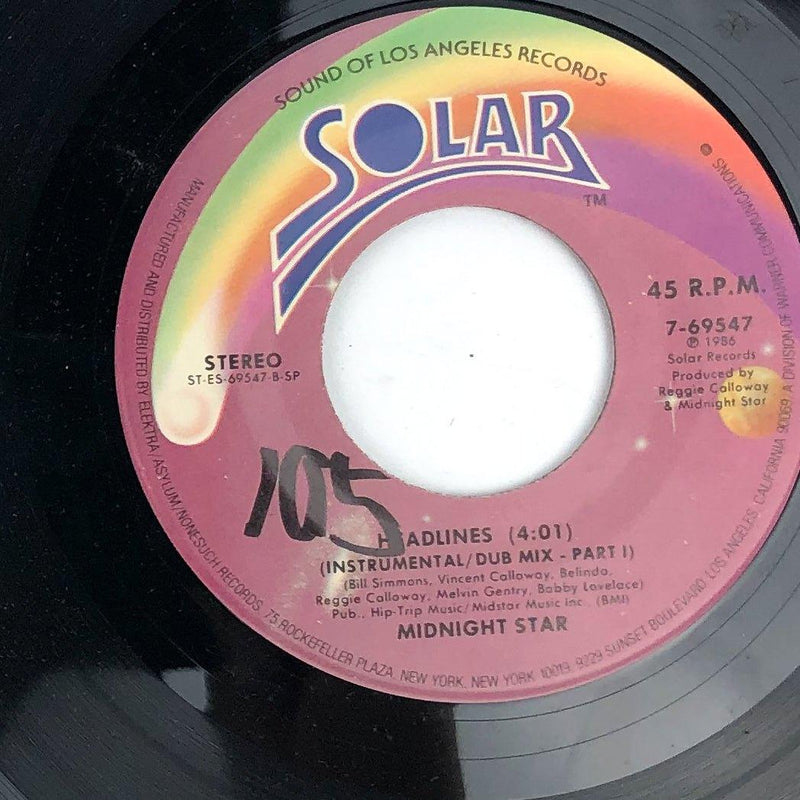 SOUND OF LOS ANGELES RECORDS
SOLAR
TM
45 R.P.M.
7-69547
℗ 1986
Solar Records
Produced by
Reggie Calloway
& Midnight Star
STEREO
ST-ES-69547-B-SP
105
HEADLINES (4:01)
(INSTRUMENTAL/DUB MIX - PART I)
(Bill Simmons, Vincent Calloway, Belinda,
Reggie Calloway, Melvin Gentry, Bobby Lovelace)
Pub., Hip-Trip Music/Midstar Music Inc. (BMI)
MIDNIGHT STAR
MANUFACTURED AND DISTRIBUTED BY ELEKTRA/ASYLUM/NONESUCH RECORDS, 75 ROCKEFELLER PLAZA, NEW YORK, NEW YORK 10019, 9229 SUNSET BOULEVARD, LOS ANGELES, CALIFORNIA 90069. A DIVISION OF WARNER COMMUNICATIONS